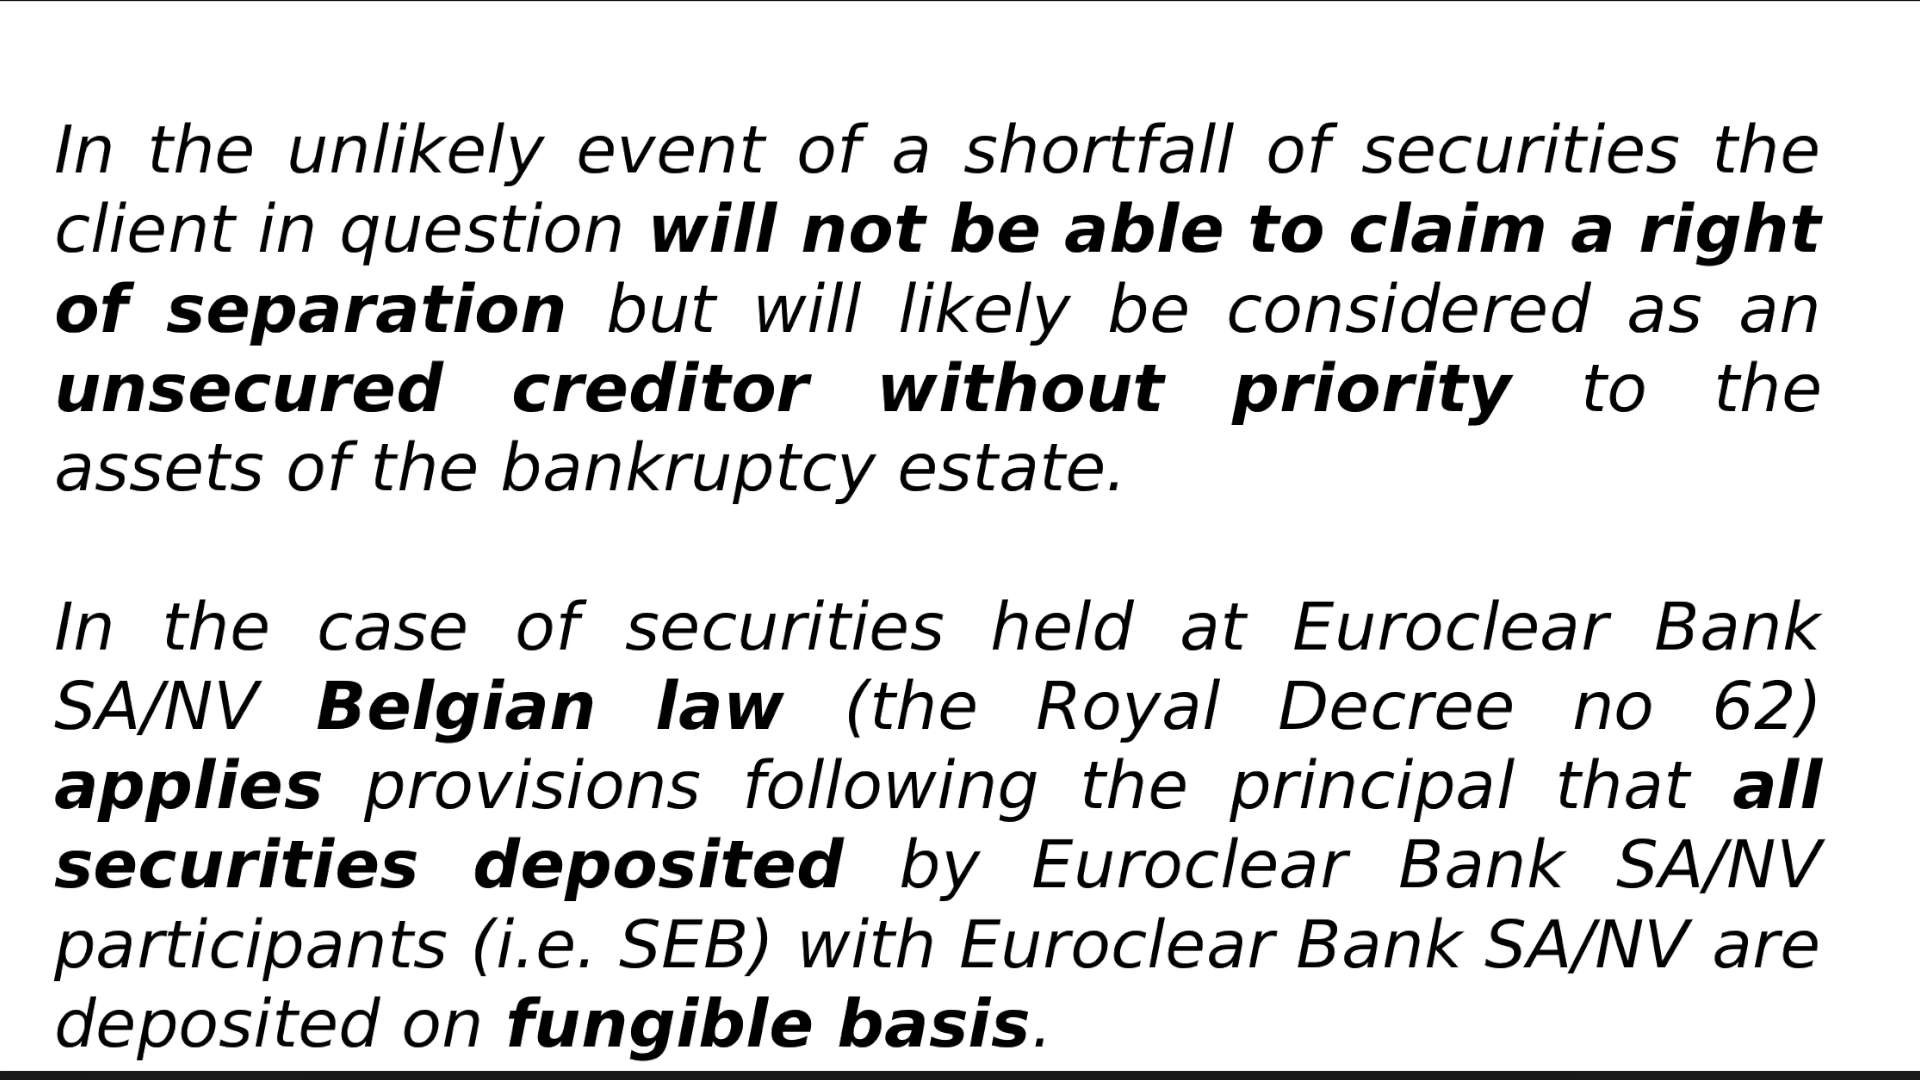 In the unlikely event of a shortfall of securities the
client in question will not be able to claim a right
of separation but will likely be considered as an
unsecured creditor without priority to the
assets of the bankruptcy estate.
In the case of securities held at Euroclear Bank
SA/NV Belgian law (the Royal Decree no 62)
applies provisions following the principal that all
securities deposited by Euroclear Bank SA/NV
participants (i.e. SEB) with Euroclear Bank SA/NV are
deposited on fungible basis.